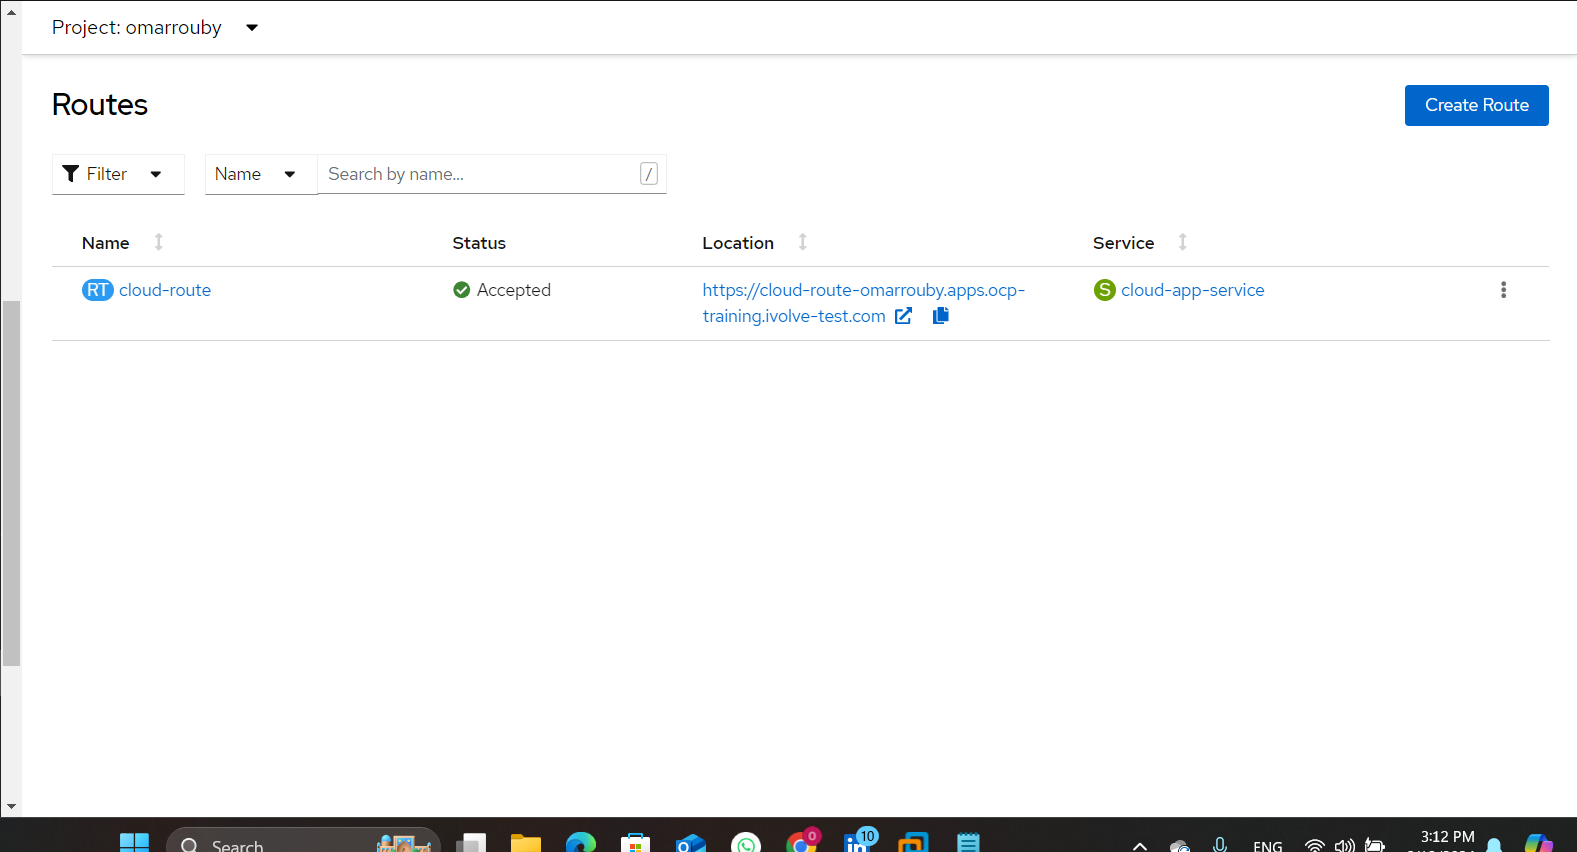 Project: omarrouby
Routes
Create Route
Filter
Name
Search by name...
/
Name
Status
Location
Service
RT cloud-route
Accepted
https://cloud-route-omarrouby.apps.ocp-
training.ivolve-test.com
S cloud-app-service
Search
0
10
ENG
3:12 PM